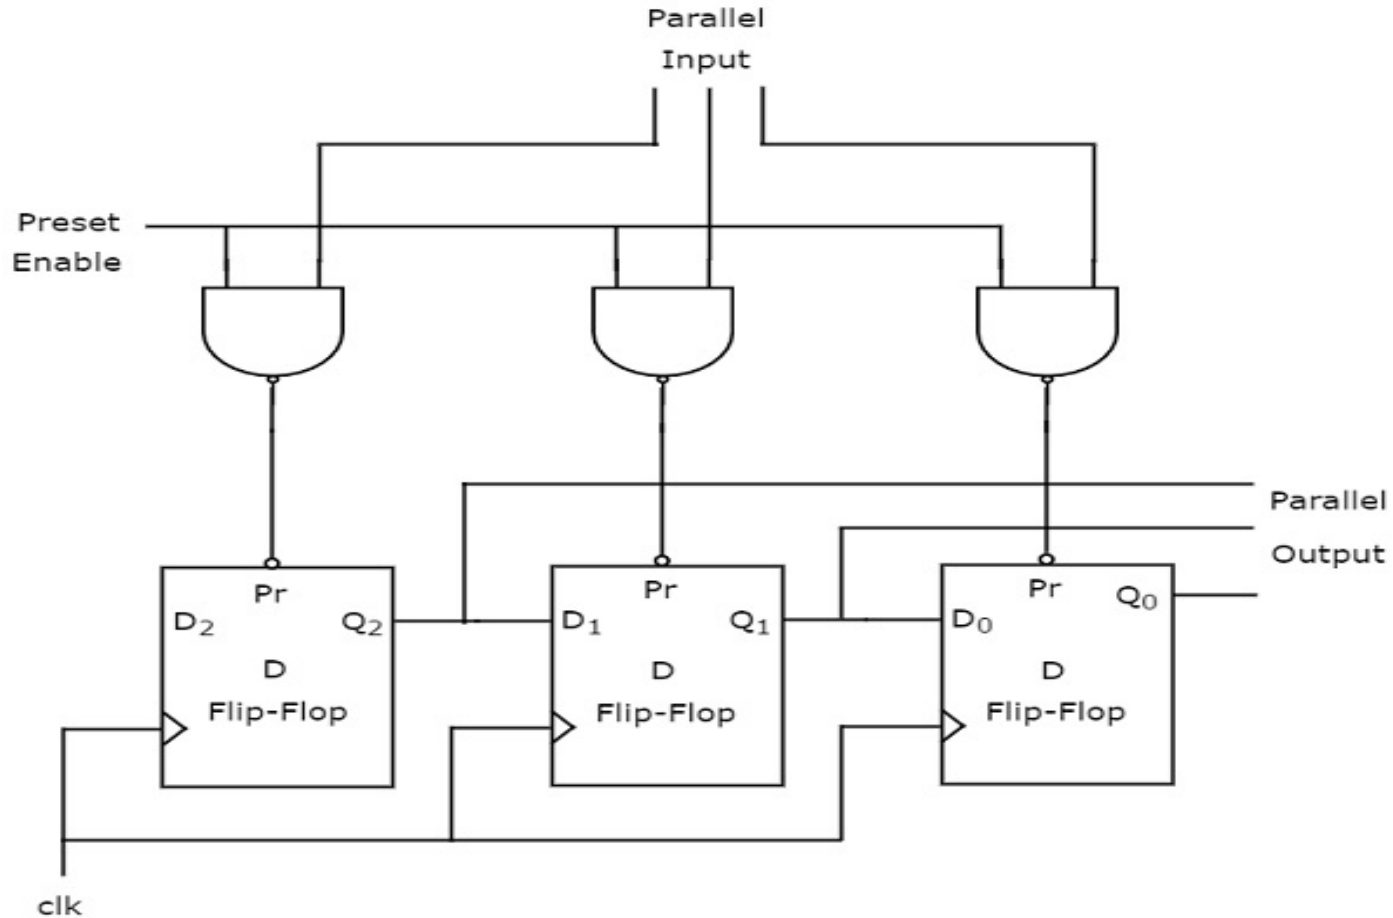 Parallel
Input
Preset
Enable
Parallel
Output
Pr
D₂
Q₂
D
Flip-Flop
Pr
D₁
Q₁
D
Flip-Flop
Pr
D₀
Q₀
D
Flip-Flop
clk